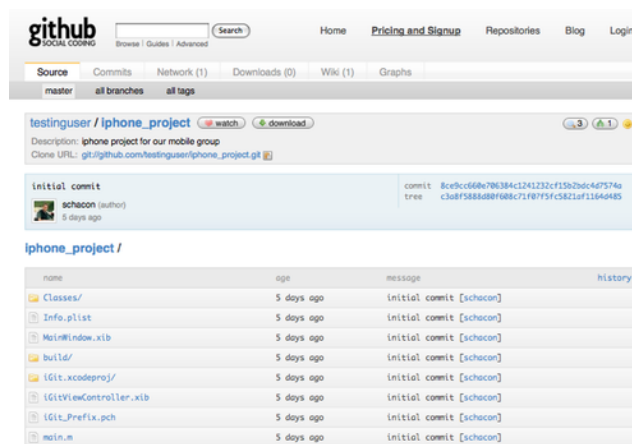 github
SOCIAL CODING
Search
Browse | Guides | Advanced
Home Pricing and Signup Repositories Blog Login
Source Commits Network (1) Downloads (0) Wiki (1) Graphs
master all branches all tags
testinguser / iphone_project watch download 3 1
Description: iphone project for our mobile group
Clone URL: git://github.com/testinguser/iphone_project.git
initial commit
schacon (author)
5 days ago
commit 8ce9cc660e706384c1241232cf15b2bdc4d7574a
tree c3a8f5888d80f608c71f07f5fc5821af1164d485
iphone_project /
name age message history
Classes/ 5 days ago initial commit [schacon]
Info.plist 5 days ago initial commit [schacon]
MainWindow.xib 5 days ago initial commit [schacon]
build/ 5 days ago initial commit [schacon]
iGit.xcodeproj/ 5 days ago initial commit [schacon]
iGitViewController.xib 5 days ago initial commit [schacon]
iGit_Prefix.pch 5 days ago initial commit [schacon]
main.m 5 days ago initial commit [schacon]